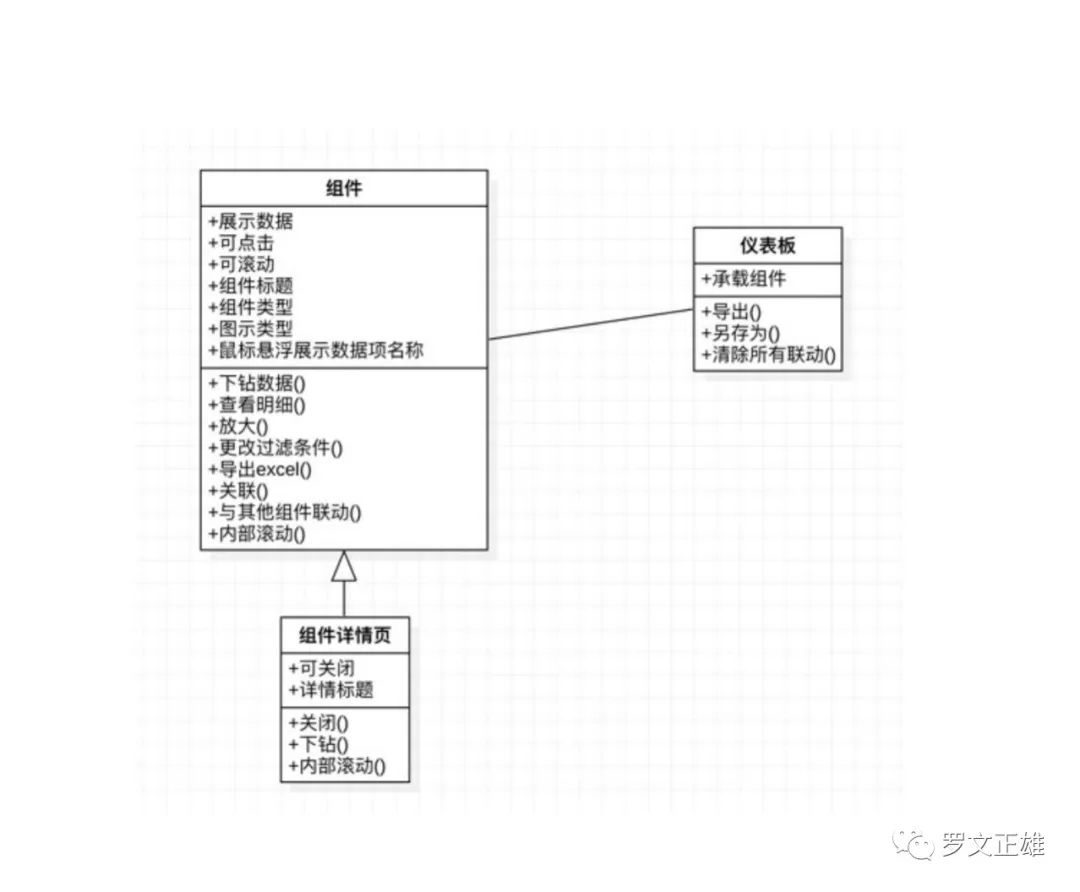 组件
+展示数据
+可点击
+可滚动
+组件标题
+组件类型
+图示类型
+鼠标悬浮展示数据项名称
+下钻数据()
+查看明细()
+放大()
+更改过滤条件()
+导出excel()
+关联()
+与其他组件联动()
+内部滚动()
仪表板
+承载组件
+导出()
+另存为()
+清除所有联动()
组件详情页
+可关闭
+详情标题
+关闭()
+下钻()
+内部滚动()
罗文正雄